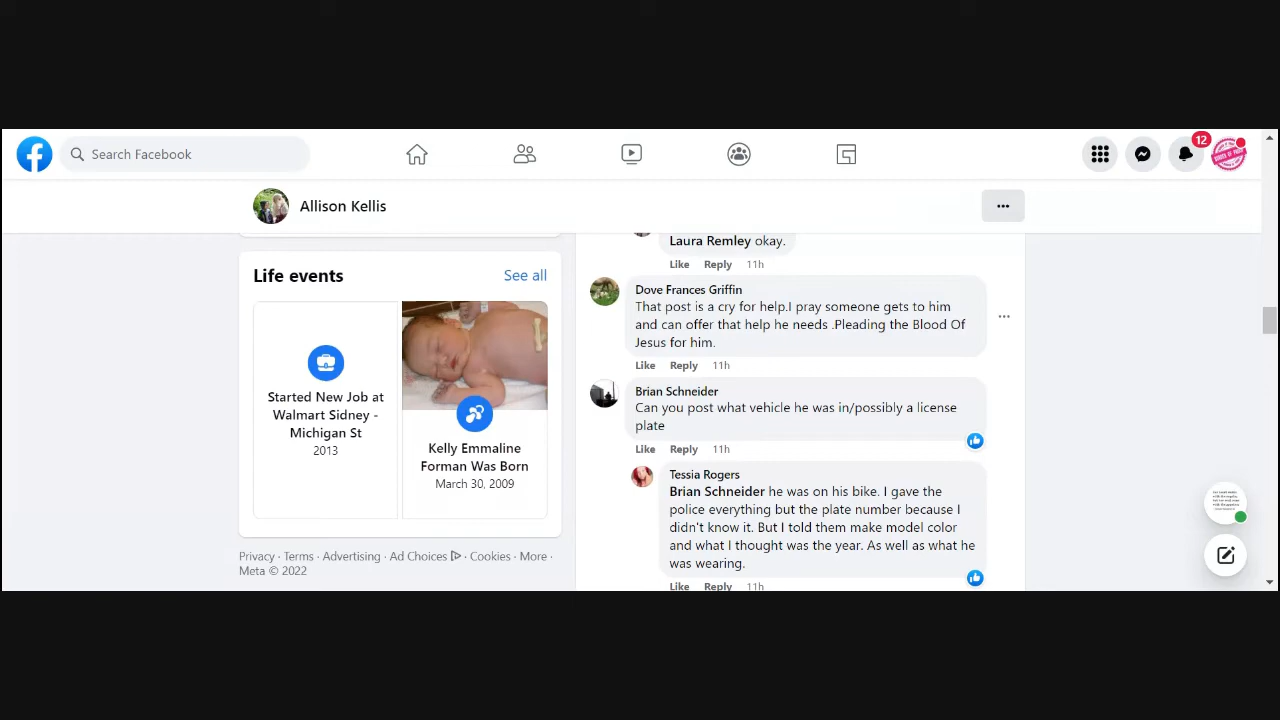 Search Facebook
12
Allison Kellis
Life events
See all
Started New Job at
Walmart Sidney -
Michigan St
2013
Kelly Emmaline
Forman Was Born
March 30, 2009
Privacy · Terms · Advertising · Ad Choices · Cookies · More ·
Meta © 2022
Laura Remley okay.
Like Reply 11h
Dove Frances Griffin
That post is a cry for help.I pray someone gets to him
and can offer that help he needs .Pleading the Blood Of
Jesus for him.
Like Reply 11h
Brian Schneider
Can you post what vehicle he was in/possibly a license
plate
Like Reply 11h
Tessia Rogers
Brian Schneider he was on his bike. I gave the
police everything but the plate number because I
didn't know it. But I told them make model color
and what I thought was the year. As well as what he
was wearing.
Like Reply 11h